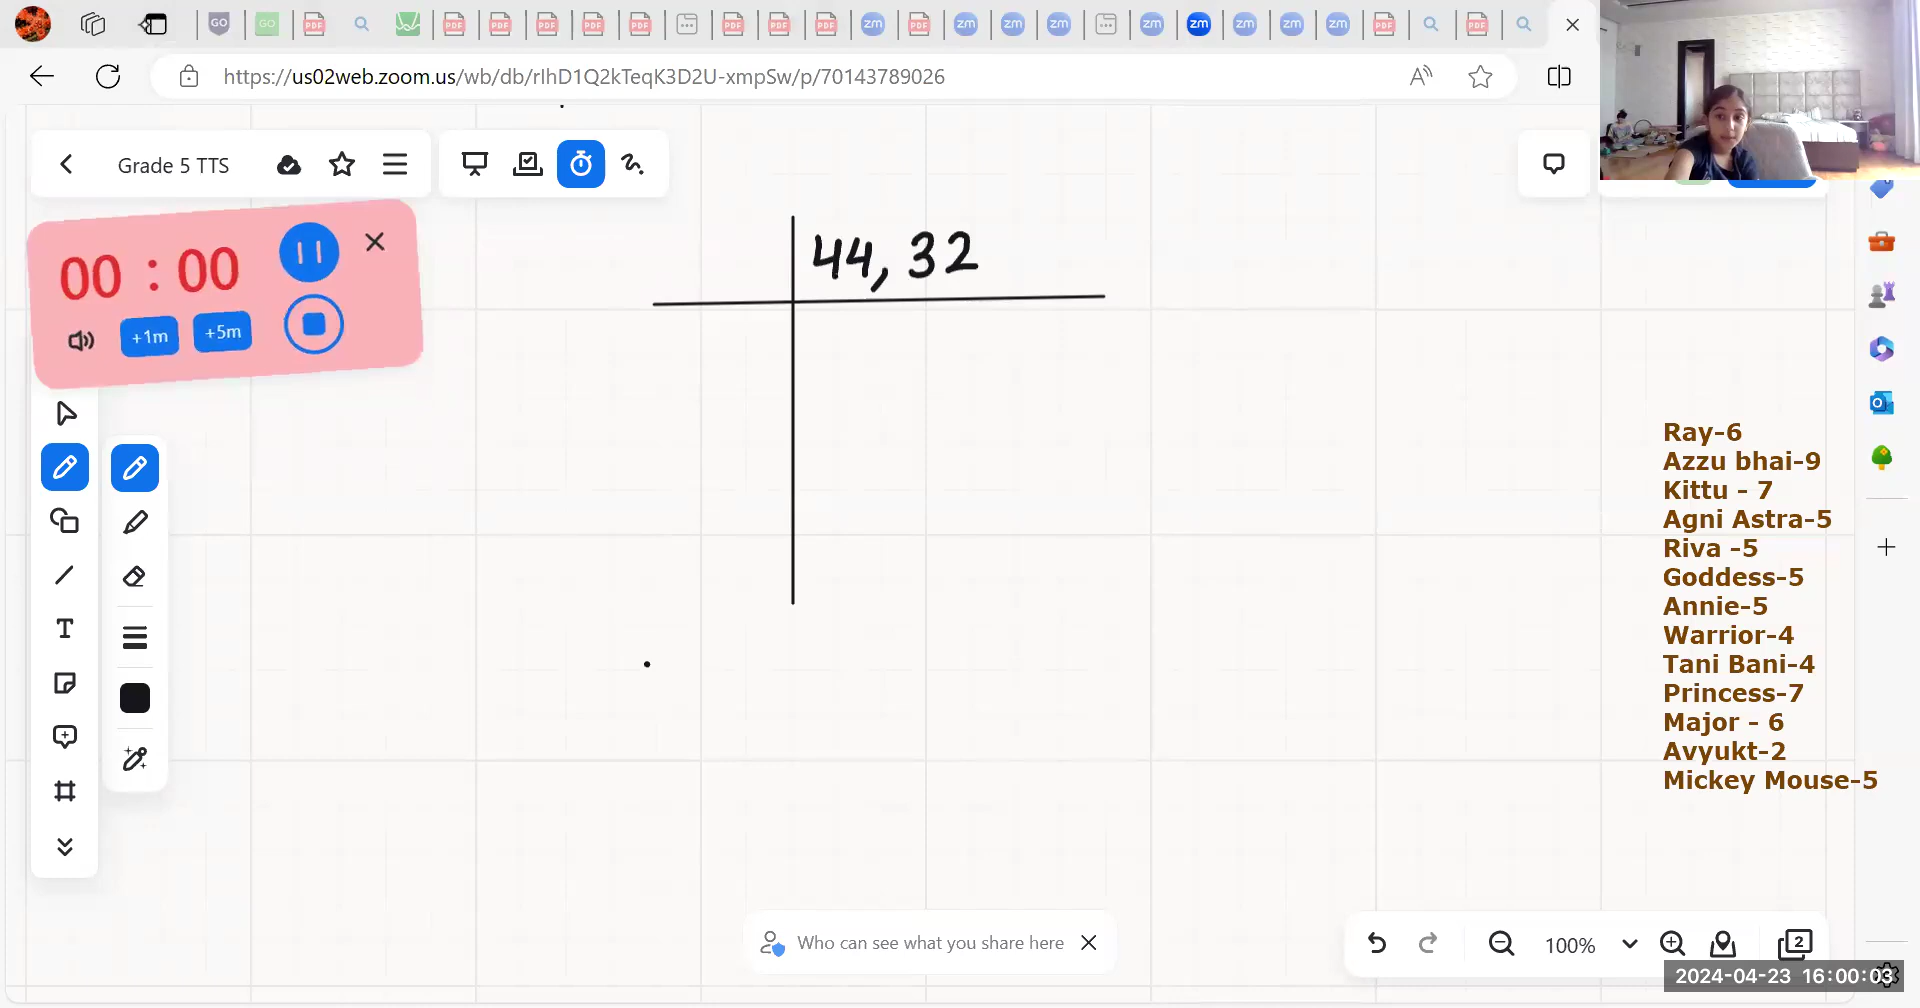 https://us02web.zoom.us/wb/db/rIhD1Q2kTeqK3D2U-xmpSw/p/70143789026
Grade 5 TTS
00 : 00
+1m +5m
44, 32
Ray-6
Azzu bhai-9
Kittu - 7
Agni Astra-5
Riva -5
Goddess-5
Annie-5
Warrior-4
Tani Bani-4
Princess-7
Major - 6
Avyukt-2
Mickey Mouse-5
Who can see what you share here
100%
2
2024-04-23 16:00:03